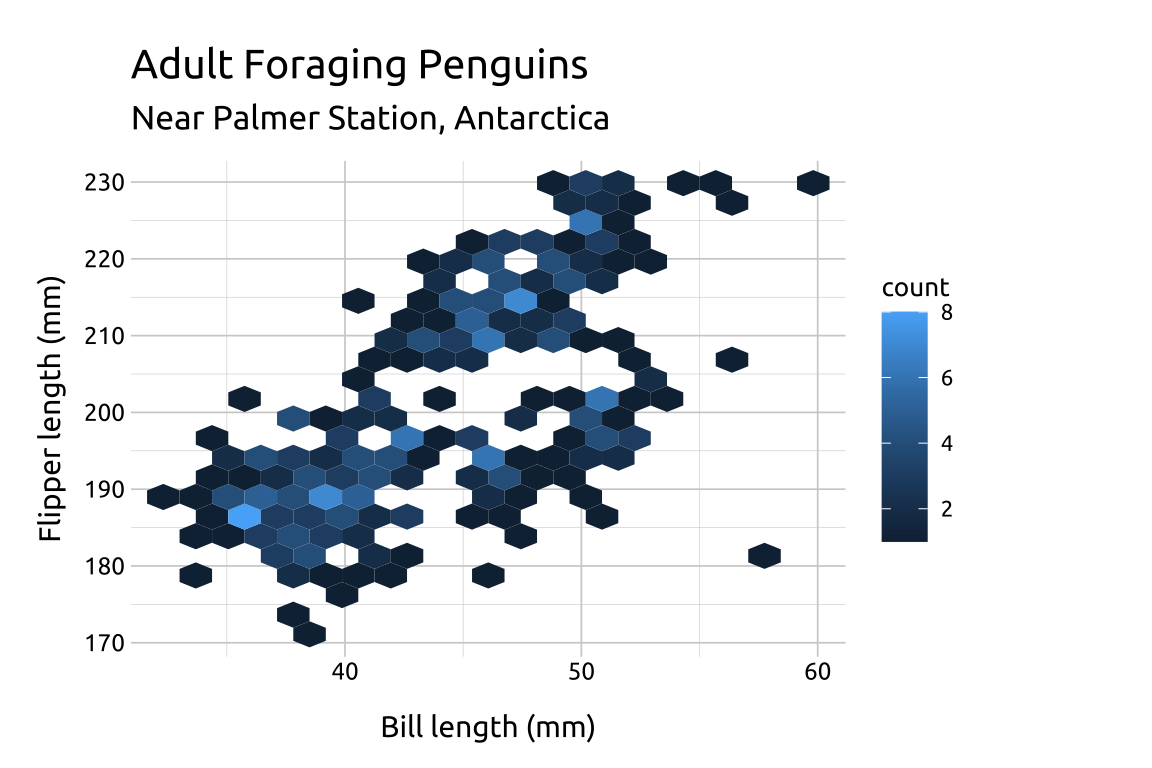 Adult Foraging Penguins
Near Palmer Station, Antarctica
Flipper length (mm)
230
220
210
200
190
180
170
40 50 60
Bill length (mm)
count
8
6
4
2